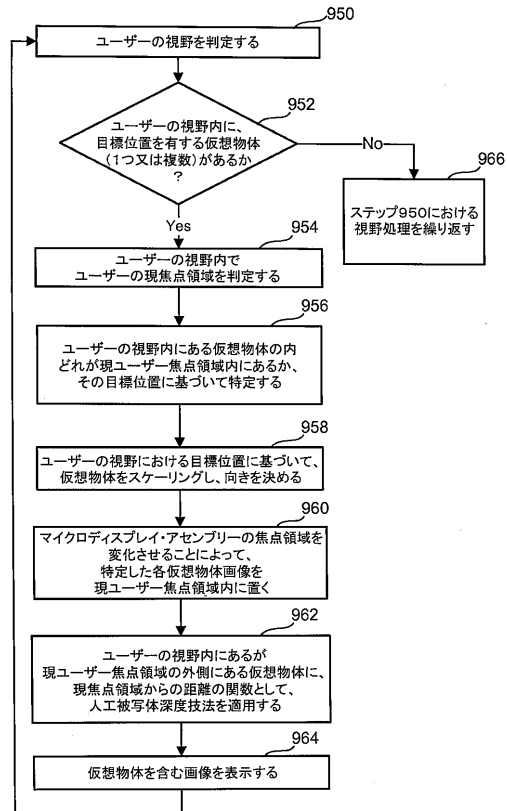 950
ユーザーの視野を判定する
952
ユーザーの視野内に、
目標位置を有する仮想物体
(1つ又は複数)があるか
?
No
966
ステップ950における
視野処理を繰り返す
Yes
954
ユーザーの視野内で
ユーザーの現焦点領域を判定する
956
ユーザーの視野内にある仮想物体の内
どれが現ユーザー焦点領域内にあるか、
その目標位置に基づいて特定する
958
ユーザーの視野における目標位置に基づいて、
仮想物体をスケーリングし、向きを決める
960
マイクロディスプレイ・アセンブリーの焦点領域を
変化させることによって、
特定した各仮想物体画像を
現ユーザー焦点領域内に置く
962
ユーザーの視野内にあるが
現ユーザー焦点領域の外側にある仮想物体に、
現焦点領域からの距離の関数として、
人工被写体深度技法を適用する
964
仮想物体を含む画像を表示する